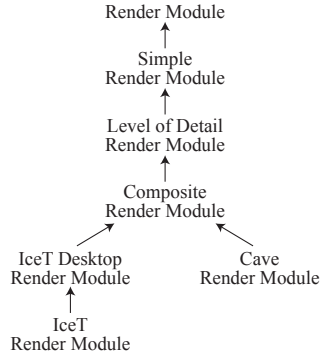 Render Module
Simple
Render Module
Level of Detail
Render Module
Composite
Render Module
IceT Desktop
Render Module
Cave
Render Module
IceT
Render Module